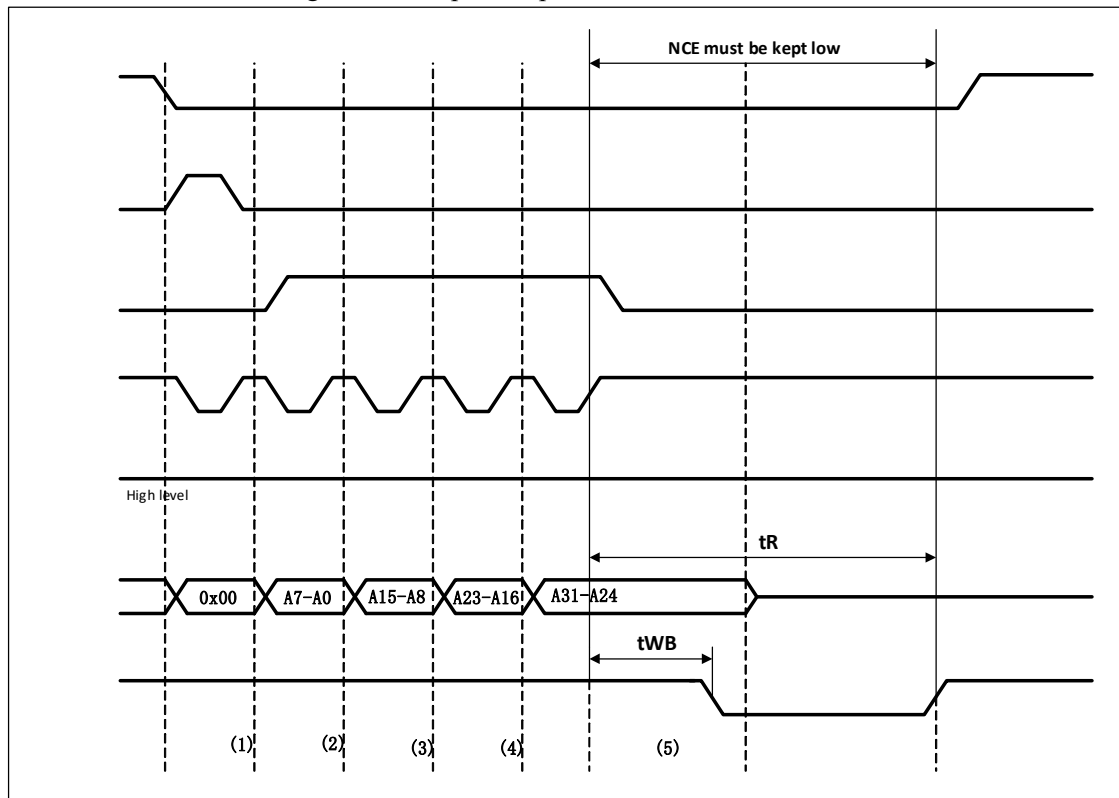 NCE must be kept low
High level
tR
0x00 A7-A0 A15-A8 A23-A16 A31-A24
tWB
(1) (2) (3) (4) (5)